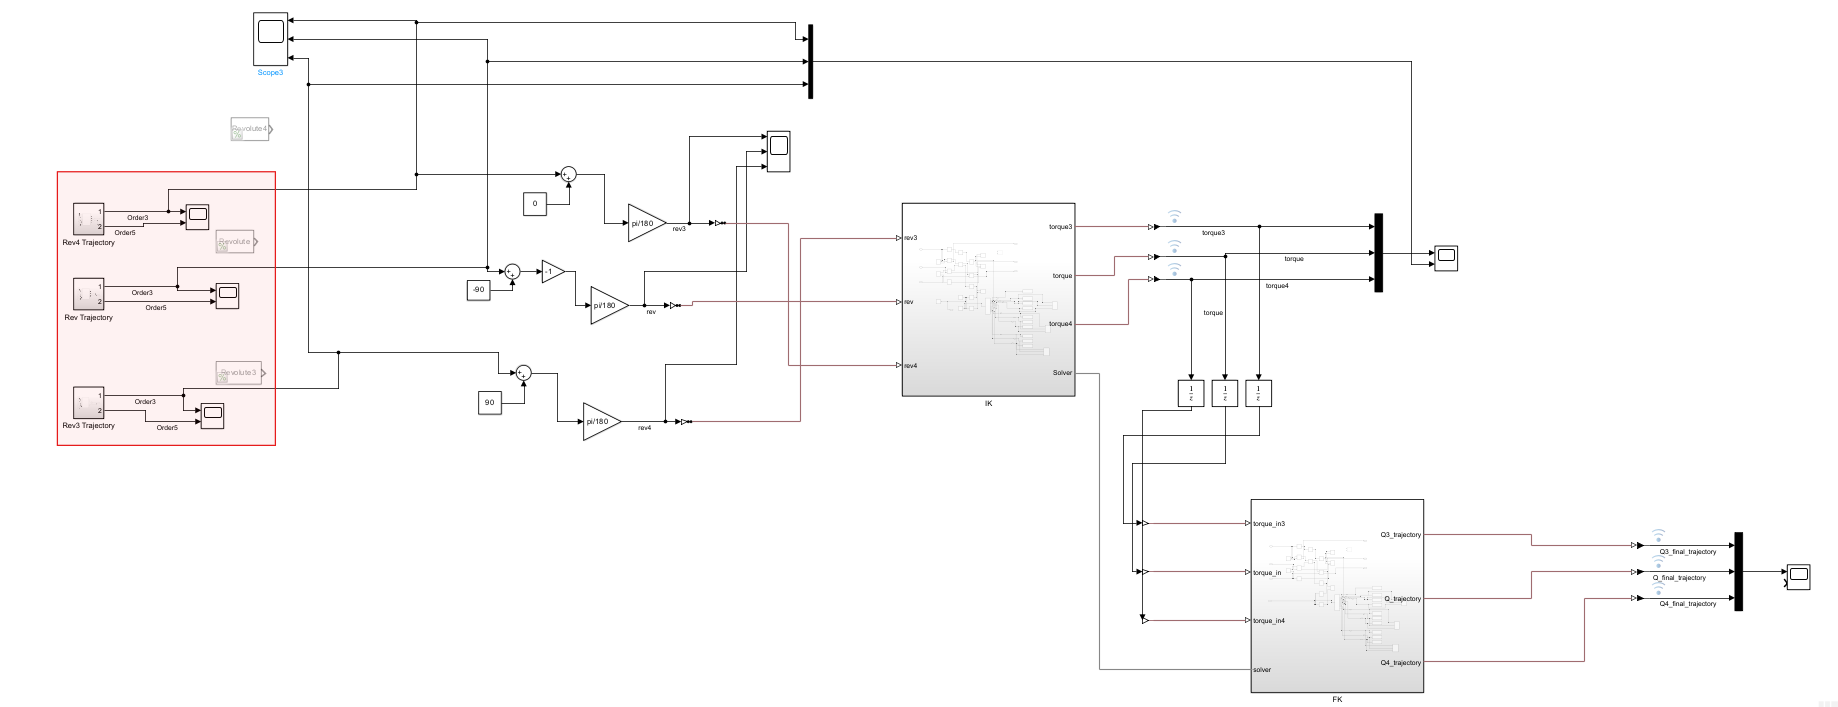 Scope3
Revolute4
1
Order3
2
Order5
Rev4 Trajectory
Revolute
1
Order3
2
Order5
Rev Trajectory
Revolute3
1
Order3
2
Order5
Rev3 Trajectory
0
pi/180
rev3
-90
-1
pi/180
rev
90
pi/180
rev4
rev3
rev
rev4
torque3
torque
torque4
Solver
IK
torque3
torque
torque4
torque
1
z
1
z
1
z
torque_in3
torque_in
torque_in4
solver
Q3_trajectory
Q_trajectory
Q4_trajectory
FK
Q3_final_trajectory
Q_final_trajectory
Q4_final_trajectory